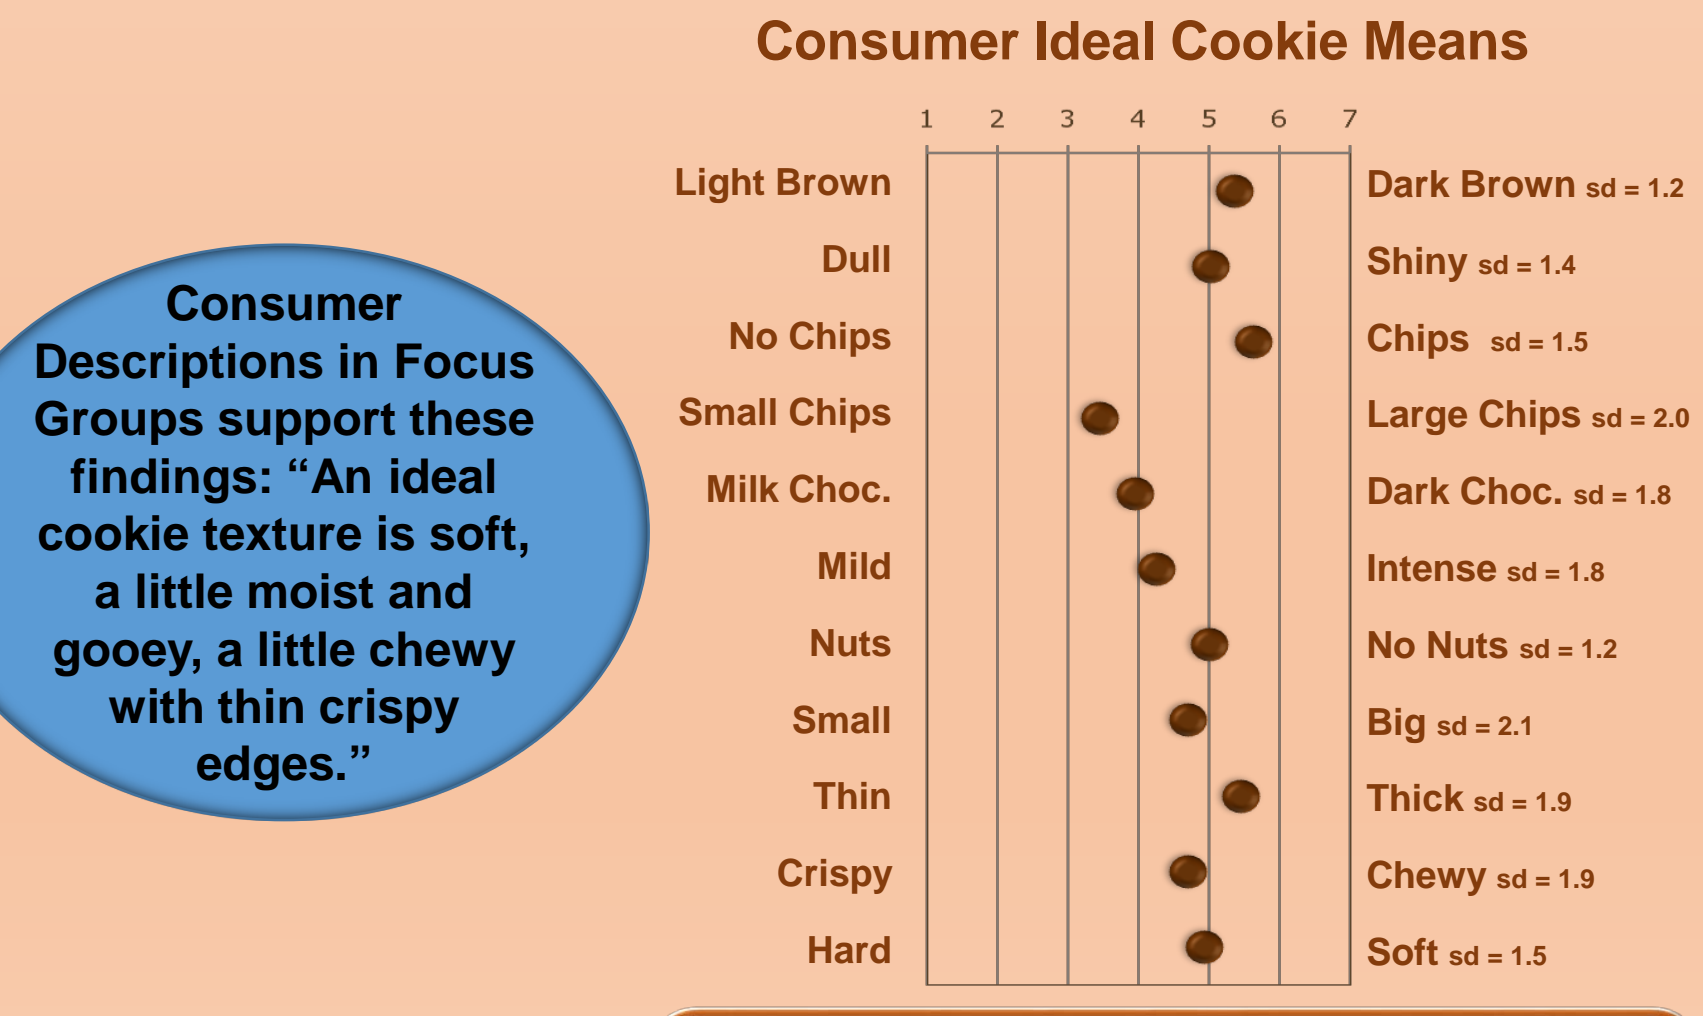 Consumer Ideal Cookie Means
1 2 3 4 5 6 7
Light Brown Dark Brown sd = 1.2
Dull Shiny sd = 1.4
No Chips Chips sd = 1.5
Small Chips Large Chips sd = 2.0
Milk Choc. Dark Choc. sd = 1.8
Mild Intense sd = 1.8
Nuts No Nuts sd = 1.2
Small Big sd = 2.1
Thin Thick sd = 1.9
Crispy Chewy sd = 1.9
Hard Soft sd = 1.5
Consumer
Descriptions in Focus
Groups support these
findings: “An ideal
cookie texture is soft,
a little moist and
gooey, a little chewy
with thin crispy
edges.”